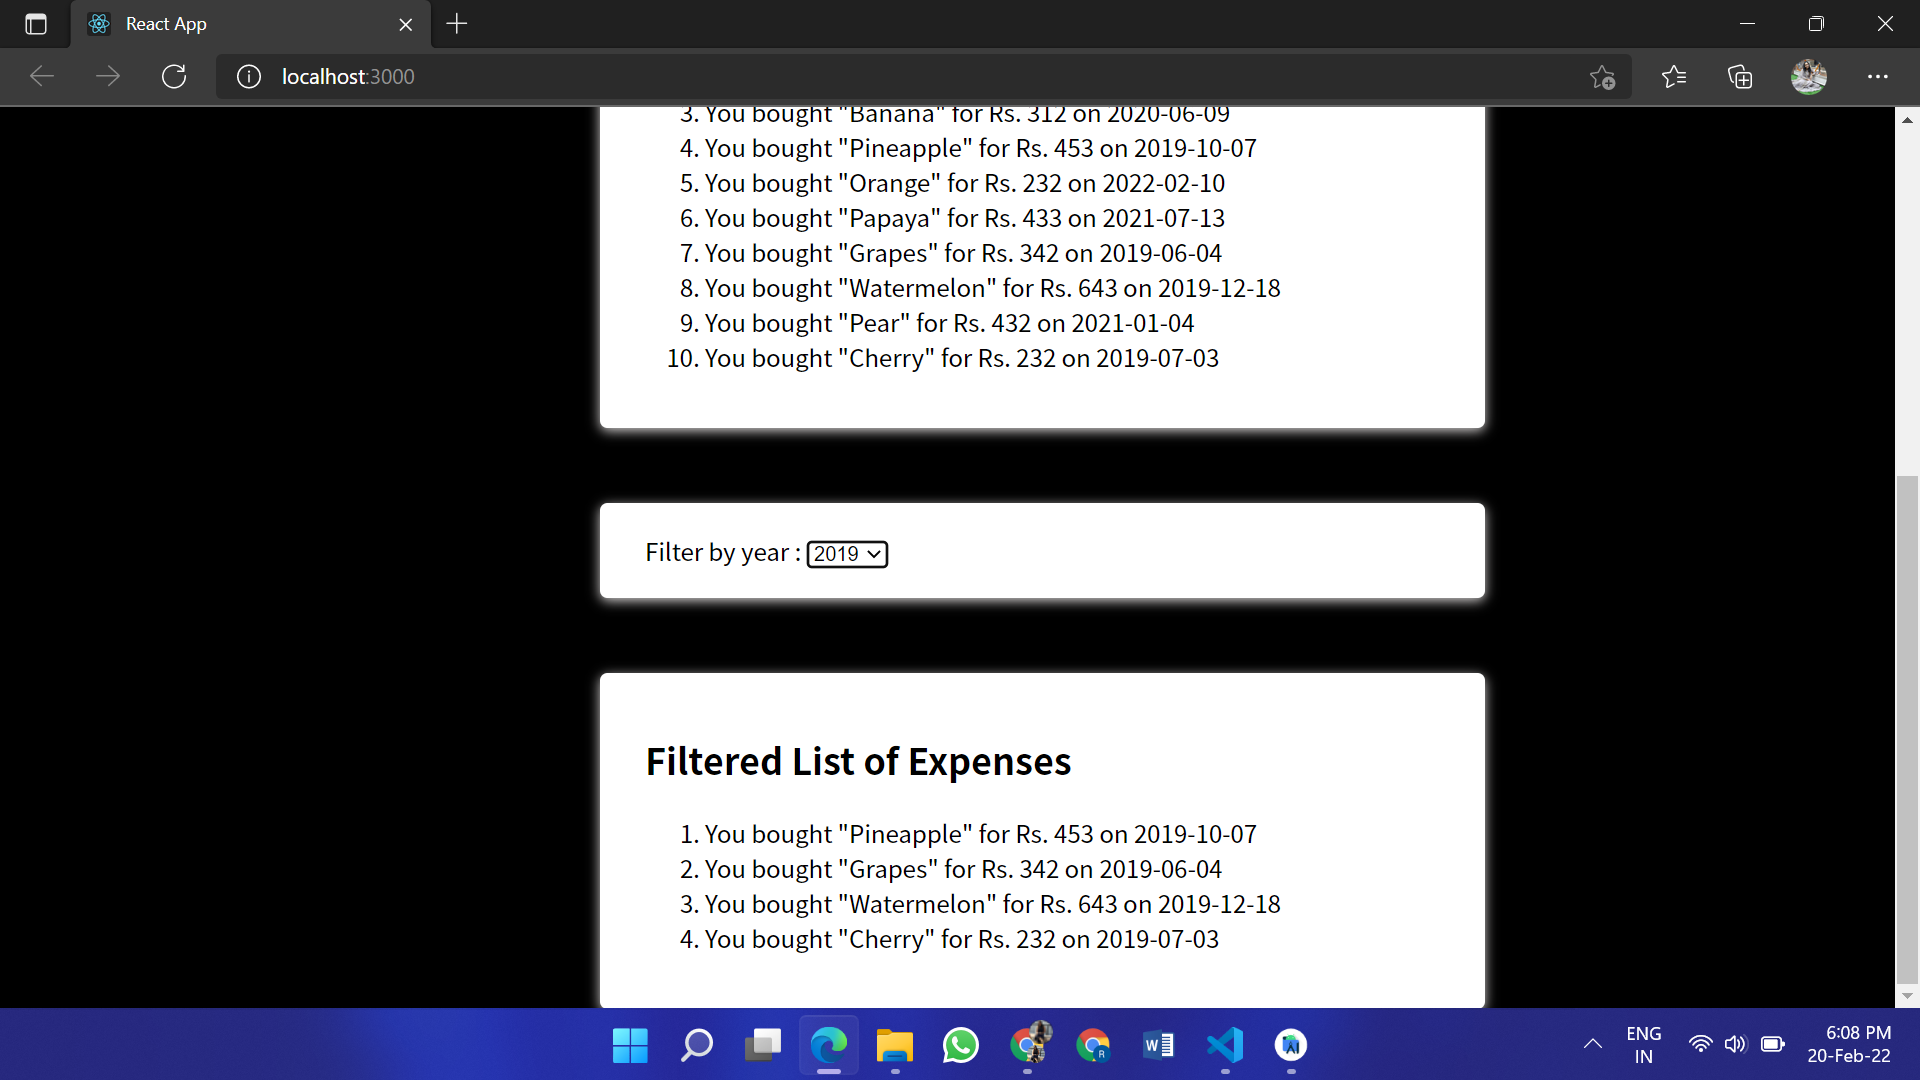 React App
localhost:3000
3. You bought "Banana" for Rs. 312 on 2020-06-09
4. You bought "Pineapple" for Rs. 453 on 2019-10-07
5. You bought "Orange" for Rs. 232 on 2022-02-10
6. You bought "Papaya" for Rs. 433 on 2021-07-13
7. You bought "Grapes" for Rs. 342 on 2019-06-04
8. You bought "Watermelon" for Rs. 643 on 2019-12-18
9. You bought "Pear" for Rs. 432 on 2021-01-04
10. You bought "Cherry" for Rs. 232 on 2019-07-03
Filter by year : 2019
Filtered List of Expenses
1. You bought "Pineapple" for Rs. 453 on 2019-10-07
2. You bought "Grapes" for Rs. 342 on 2019-06-04
3. You bought "Watermelon" for Rs. 643 on 2019-12-18
4. You bought "Cherry" for Rs. 232 on 2019-07-03
R
W
ENG
IN
6:08 PM
20-Feb-22